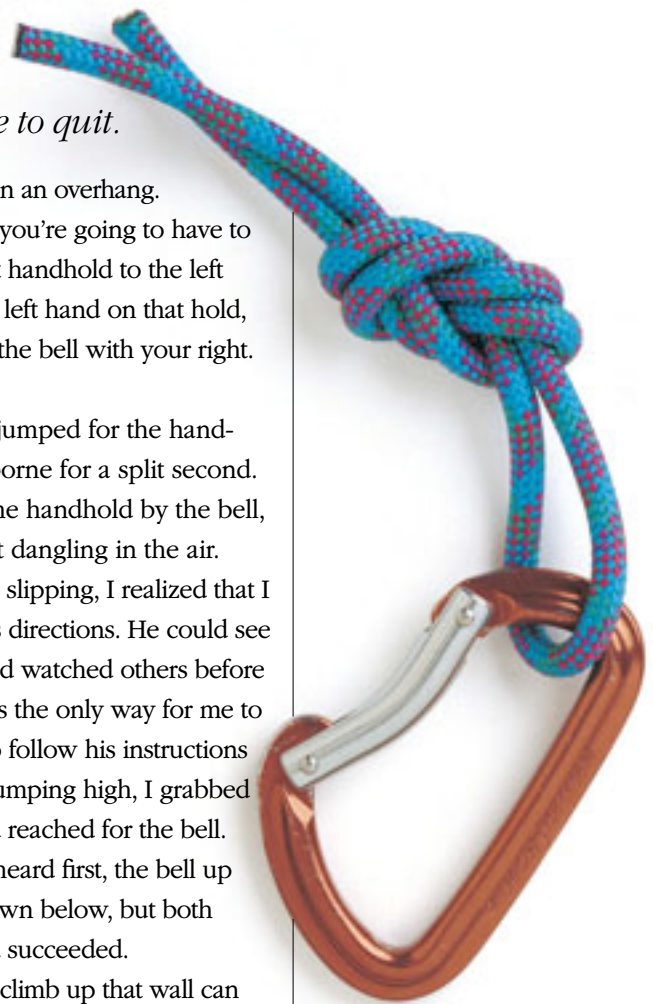 e to quit.
n an overhang.
you're going to have to
handhold to the left
left hand on that hold,
the bell with your right.
jumped for the hand-
orne for a split second.
ne handhold by the bell,
t dangling in the air.
slipping, I realized that I
s directions. He could see
d watched others before
s the only way for me to
o follow his instructions
umping high, I grabbed
reached for the bell.
heard first, the bell up
wn below, but both
succeeded.
climb up that wall can